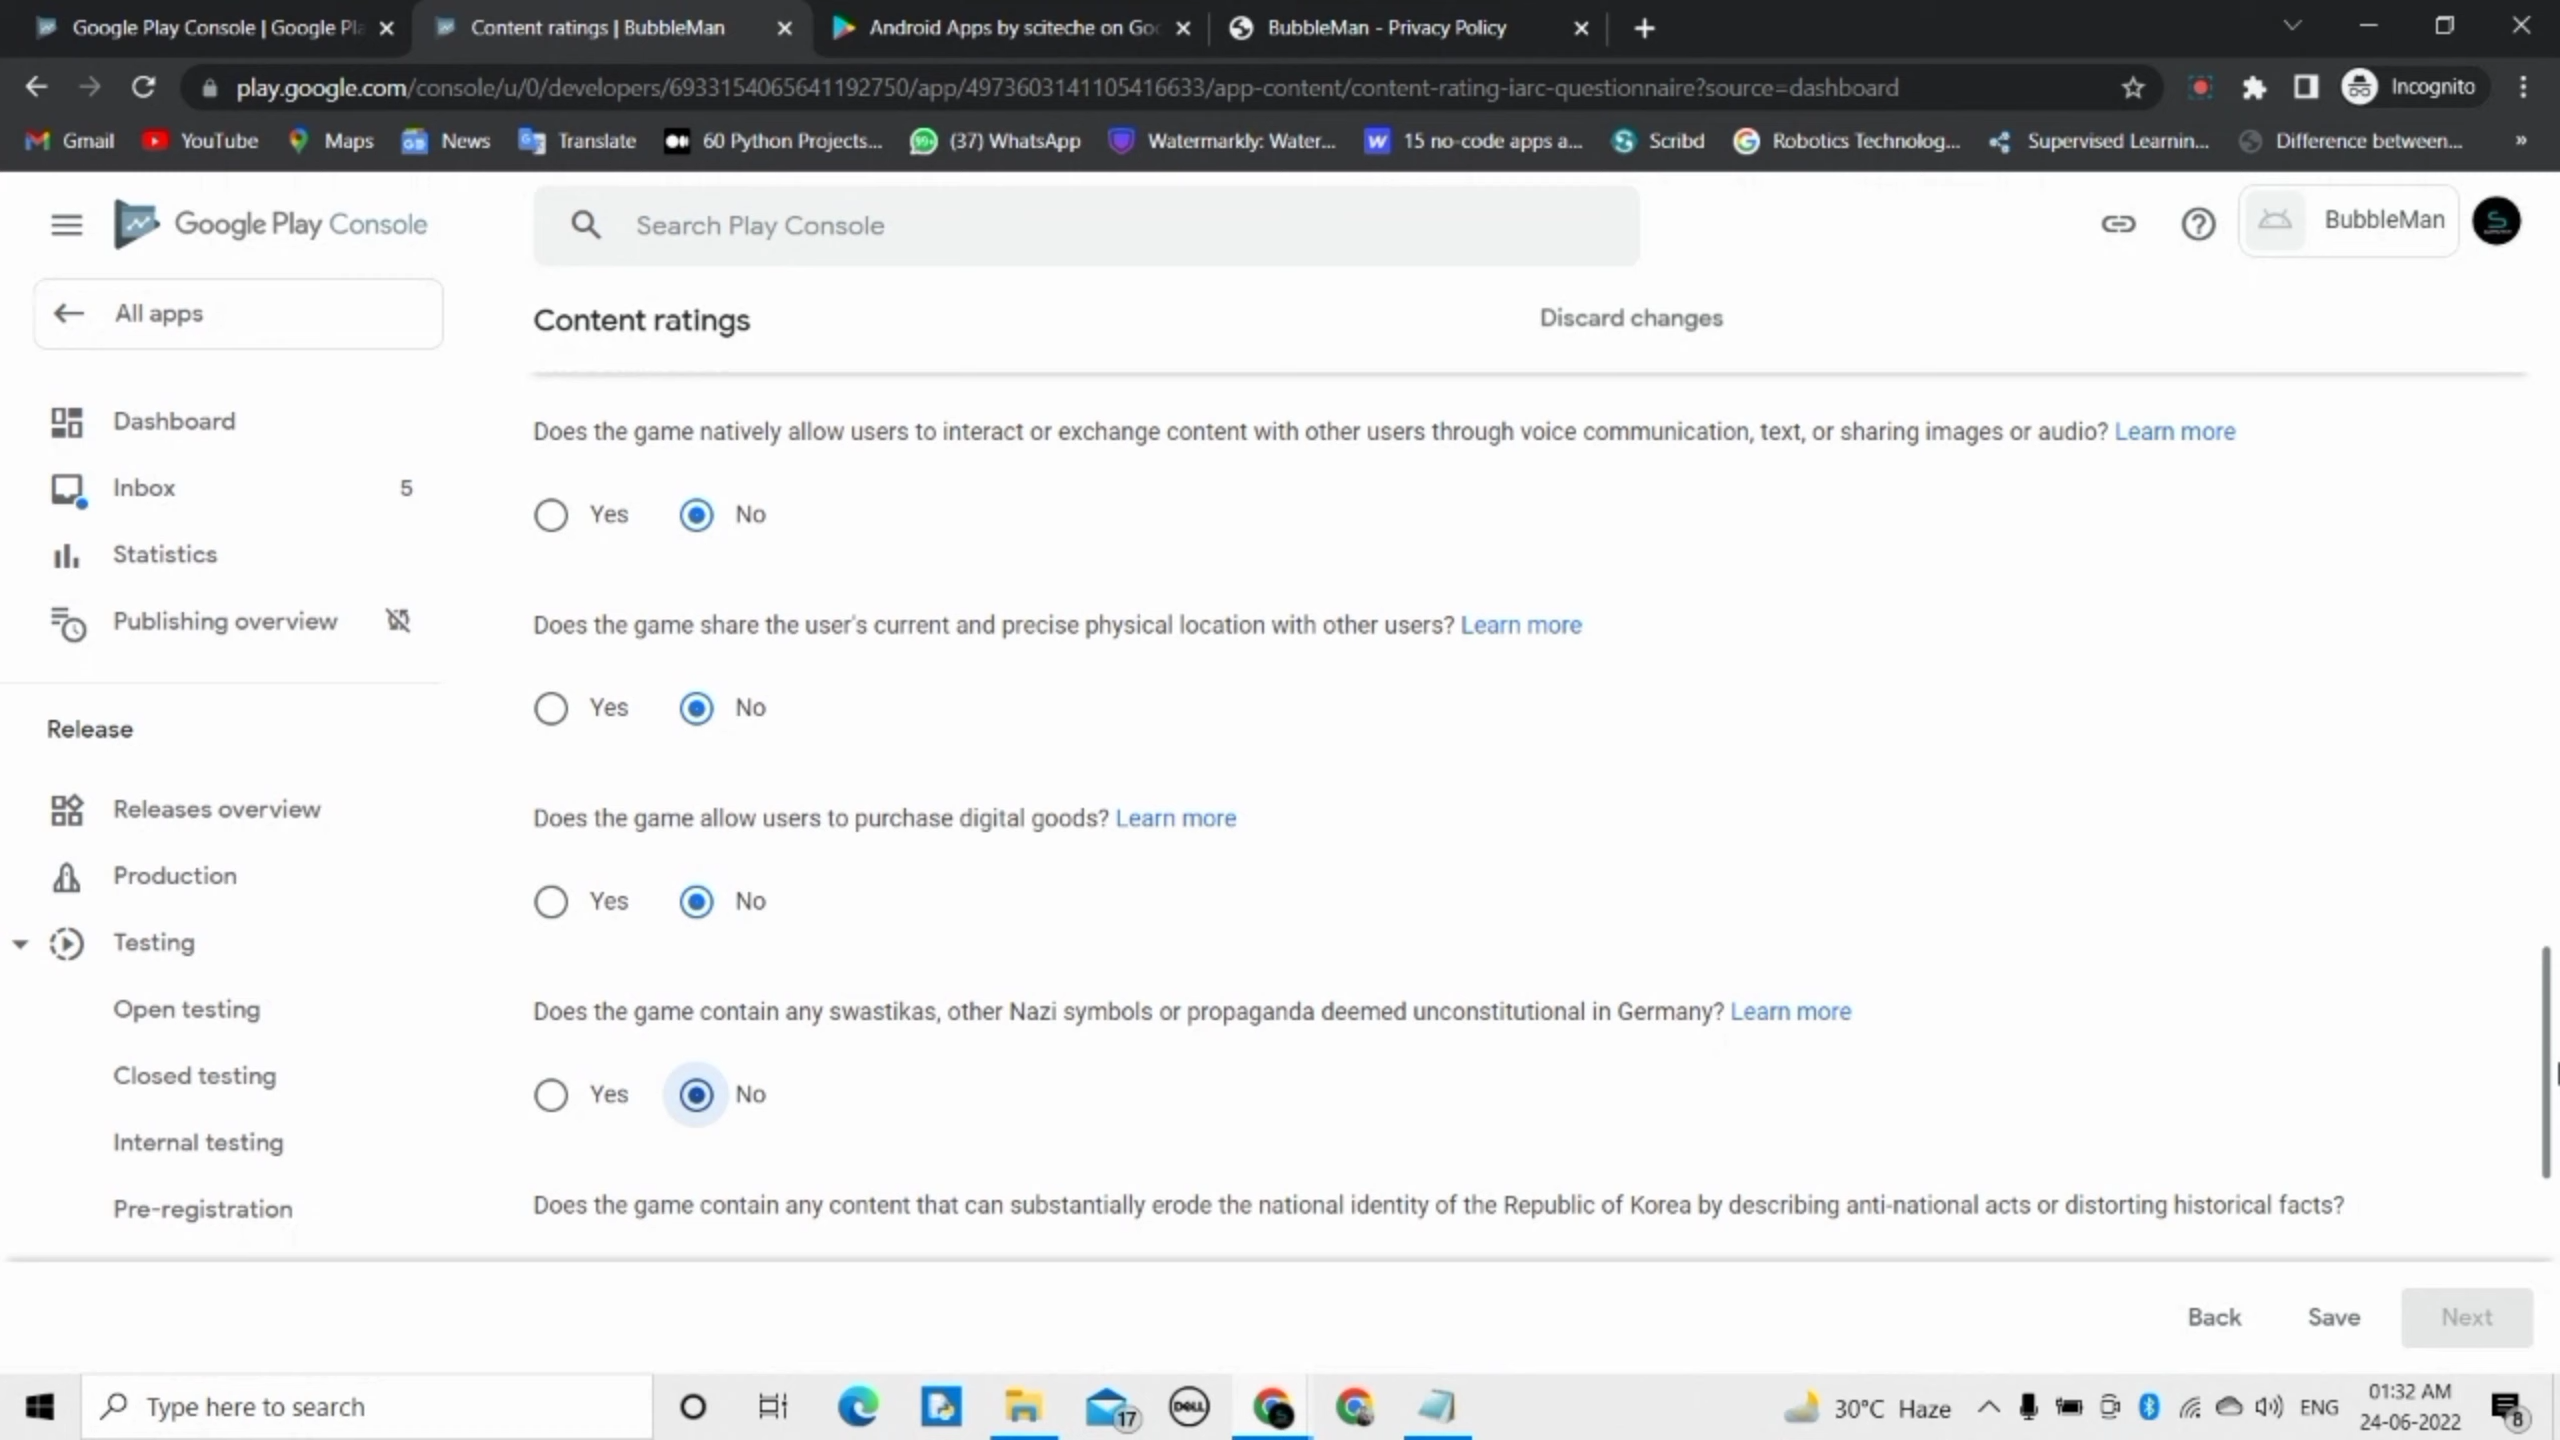 Google Play Console | Google Pla
Content ratings | BubbleMan
Android Apps by sciteche on Goo
BubbleMan - Privacy Policy
play.google.com/console/u/0/developers/6933154065641192750/app/4973603141105416633/app-content/content-rating-iarc-questionnaire?source=dashboard
Incognito
Gmail
YouTube
Maps
News
Translate
60 Python Projects...
(37) WhatsApp
Watermarkly: Water...
15 no-code apps a...
Scribd
Robotics Technolog...
Supervised Learnin...
Difference between...
»
Google Play Console
Search Play Console
BubbleMan
All apps
Content ratings
Discard changes
Dashboard
Inbox 5
Statistics
Publishing overview
Release
Releases overview
Production
Testing
Open testing
Closed testing
Internal testing
Pre-registration
Does the game natively allow users to interact or exchange content with other users through voice communication, text, or sharing images or audio? Learn more
Yes No
Does the game share the user's current and precise physical location with other users? Learn more
Yes No
Does the game allow users to purchase digital goods? Learn more
Yes No
Does the game contain any swastikas, other Nazi symbols or propaganda deemed unconstitutional in Germany? Learn more
Yes No
Does the game contain any content that can substantially erode the national identity of the Republic of Korea by describing anti-national acts or distorting historical facts?
Back Save Next
Type here to search
17
DELL
30°C Haze
ENG
01:32 AM
24-06-2022
8